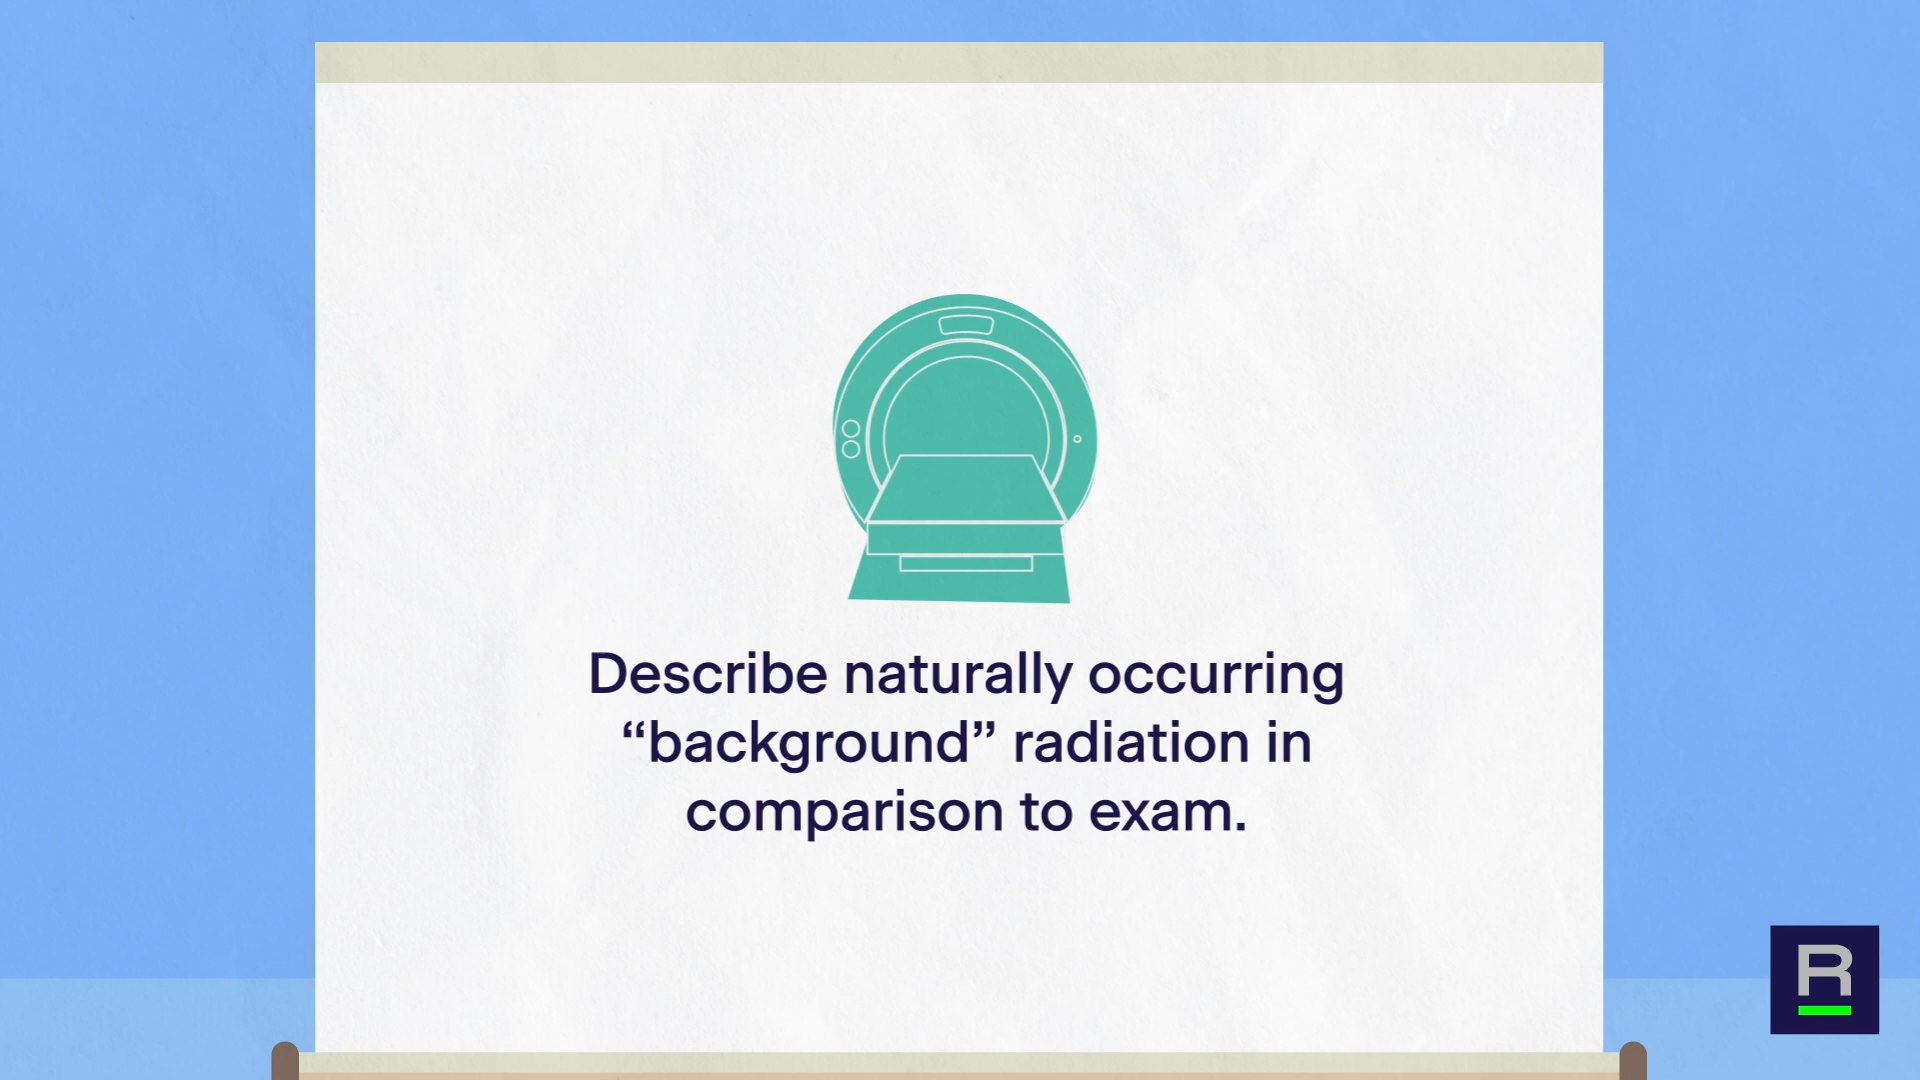 Describe naturally occurring
“background” radiation in
comparison to exam.
R